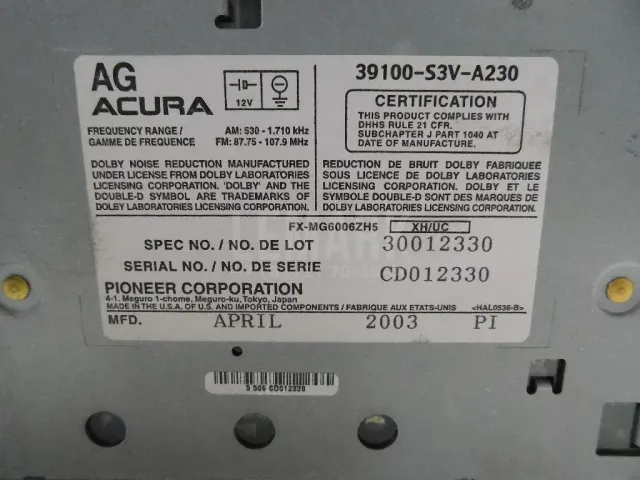 AG
ACURA
12V
39100-S3V-A230
FREQUENCY RANGE / AM: 530 - 1.710 kHz
GAMME DE FREQUENCE FM: 87.75 - 107.9 MHz
CERTIFICATION
THIS PRODUCT COMPLIES WITH
DHHS RULE 21 CFR.
SUBCHAPTER J PART 1040 AT
DATE OF MANUFACTURE.
DOLBY NOISE REDUCTION MANUFACTURED
UNDER LICENSE FROM DOLBY LABORATORIES
LICENSING CORPORATION. 'DOLBY' AND THE
DOUBLE-D SYMBOL ARE TRADEMARKS OF
DOLBY LABORATORIES LICENSING CORPORATION.
REDUCTION DE BRUIT DOLBY FABRIQUEE
SOUS LICENCE DE DOLBY LABORATORIES
LICENSING CORPORATION. DOLBY ET LE
SYMBOLE DOUBLE-D SONT DES MARQUES DE
DOLBY LABORATORIES LICENSING CORPORATION.
FX-MG6006ZH5 XH/UC
SPEC NO. / NO. DE LOT 30012330
SERIAL NO. / NO. DE SERIE CD012330
PIONEER CORPORATION
4-1. Meguro 1-chome, Meguro-ku, Tokyo, Japan
MADE IN THE U.S.A. OF U.S. AND IMPORTED COMPONENTS / FABRIQUE AUX ETATS-UNIS <HAL0536-B>
MFD. APRIL 2003 PI
S 505 CD012330